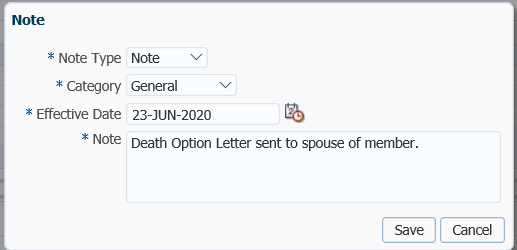 Note
* Note Type Note
* Category General
* Effective Date 23-JUN-2020
* Note Death Option Letter sent to spouse of member.
Save Cancel